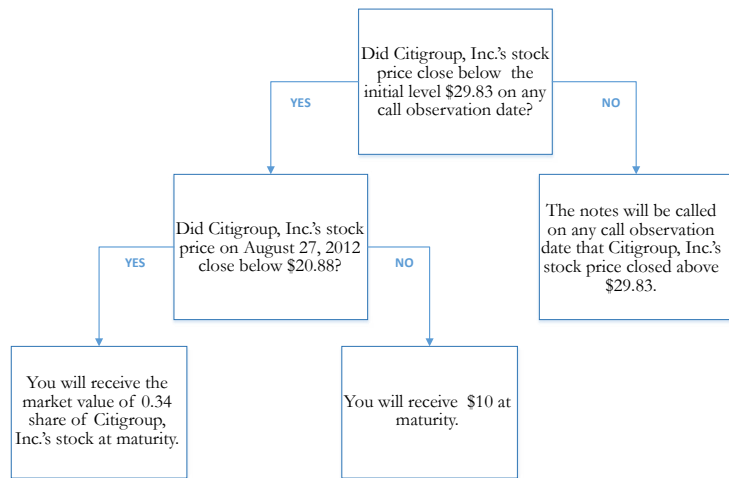 Did Citigroup, Inc.'s stock
price close below the
initial level $29.83 on any
call observation date?
YES
NO
Did Citigroup, Inc.'s stock
price on August 27, 2012
close below $20.88?
The notes will be called
on any call observation
date that Citigroup, Inc.'s
stock price closed above
$29.83.
YES
NO
You will receive the
market value of 0.34
share of Citigroup,
Inc.'s stock at maturity.
You will receive $10 at
maturity.